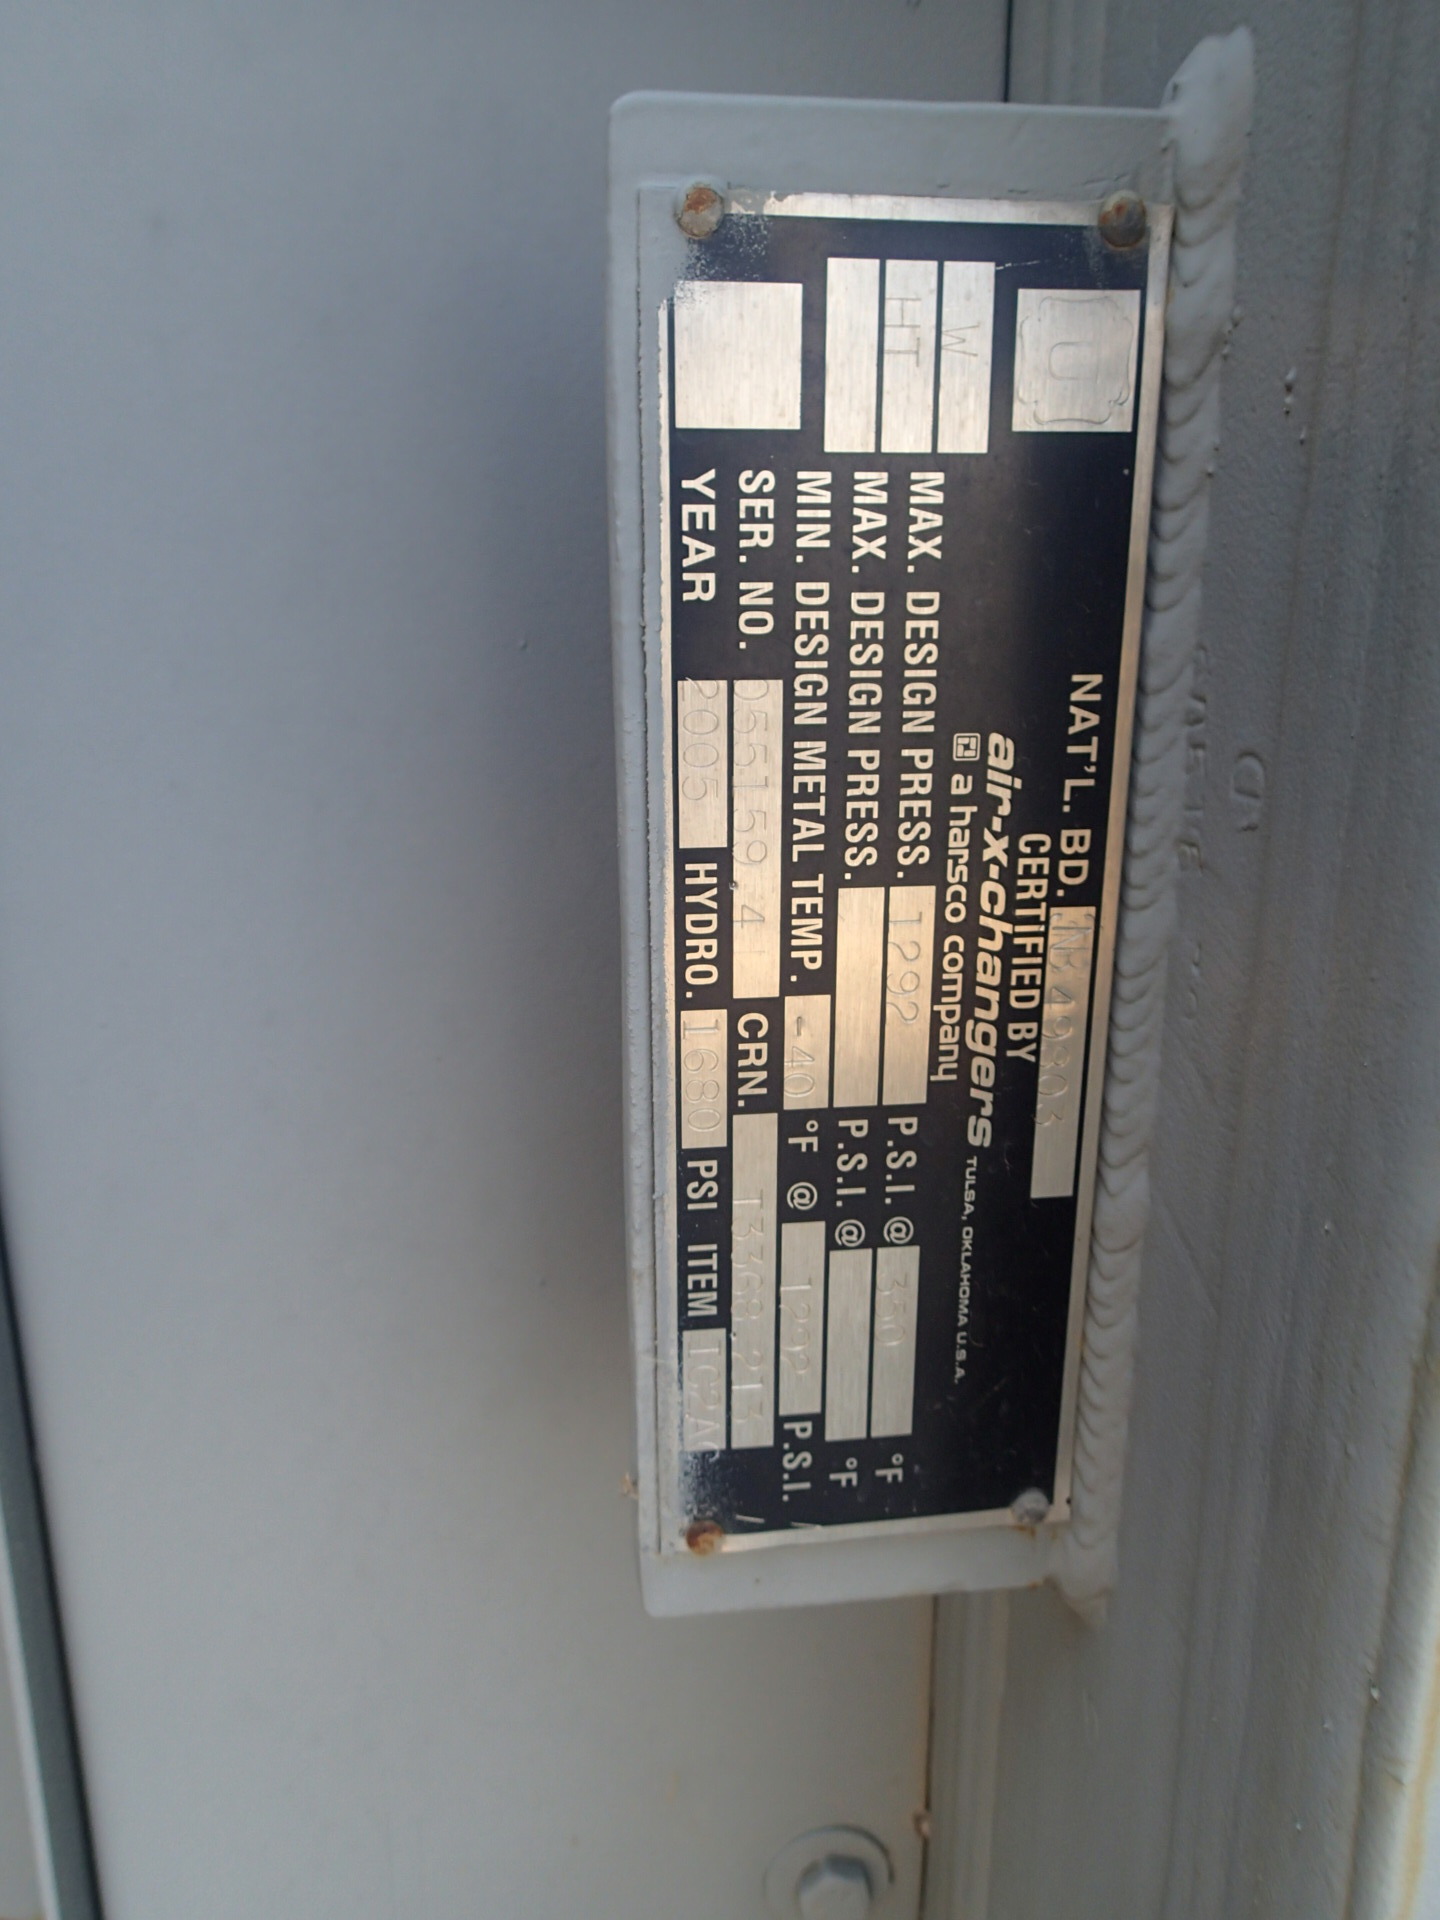 U
NAT'L. BD.
CERTIFIED BY
air-x-changers TULSA, OKLAHOMA U.S.A.
a harsco company
W
HT
MAX. DESIGN PRESS. 1292 P.S.I. @ 350 °F
MAX. DESIGN PRESS. P.S.I. @ °F
MIN. DESIGN METAL TEMP. -40 °F @ 1292 P.S.I.
SER. NO. CRN.
YEAR 2005 HYDRO. 1680 PSI ITEM